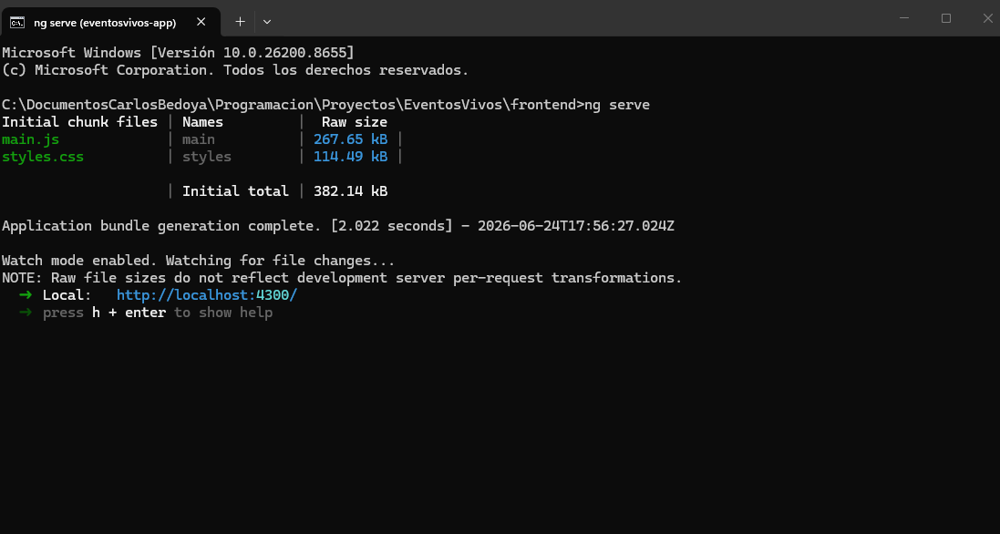 ng serve (eventosvivos-app)
Microsoft Windows [Versión 10.0.26200.8655]
(c) Microsoft Corporation. Todos los derechos reservados.
C:\DocumentosCarlosBedoya\Programacion\Proyectos\EventosVivos\frontend>ng serve
Initial chunk files | Names | Raw size
main.js | main | 267.65 kB |
styles.css | styles | 114.49 kB |
| Initial total | 382.14 kB
Application bundle generation complete. [2.022 seconds] - 2026-06-24T17:56:27.024Z
Watch mode enabled. Watching for file changes...
NOTE: Raw file sizes do not reflect development server per-request transformations.
➜ Local: http://localhost:4300/
➜ press h + enter to show help